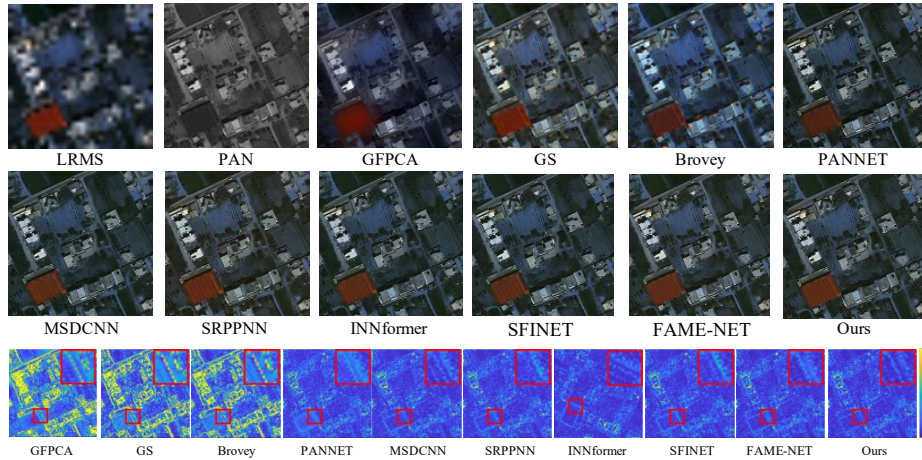 LRMS PAN GFPCA GS Brovey PANNET
MSDCNN SRPPNN INNformer SFINET FAME-NET Ours
GFPCA GS Brovey PANNET MSDCNN SRPPNN INNformer SFINET FAME-NET Ours